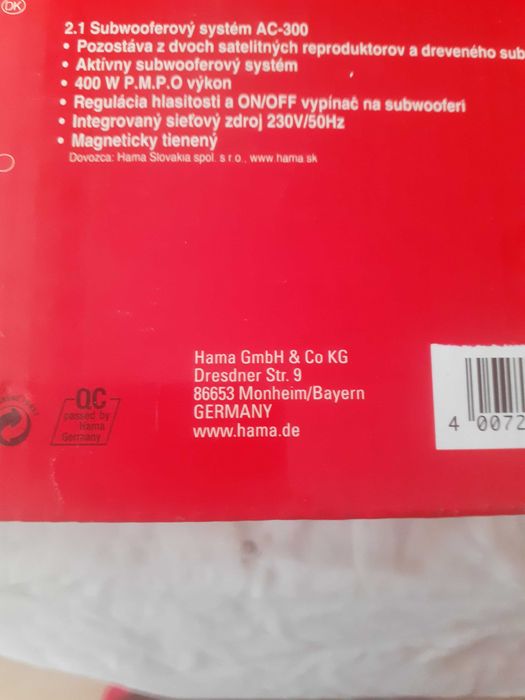 DK
2.1 Subwooferový systém AC-300
• Pozostáva z dvoch satelitných reproduktorov a dreveného sub
• Aktívny subwooferový systém
• 400 W P.M.P.O výkon
• Regulácia hlasitosti a ON/OFF vypínač na subwooferi
• Integrovaný sieťový zdroj 230V/50Hz
• Magneticky tienený
Dovozca: Hama Slovakia spol. s r.o., www.hama.sk
Hama GmbH & Co KG
Dresdner Str. 9
86653 Monheim/Bayern
GERMANY
www.hama.de
QC
passed by
Hama
Germany
4 0072